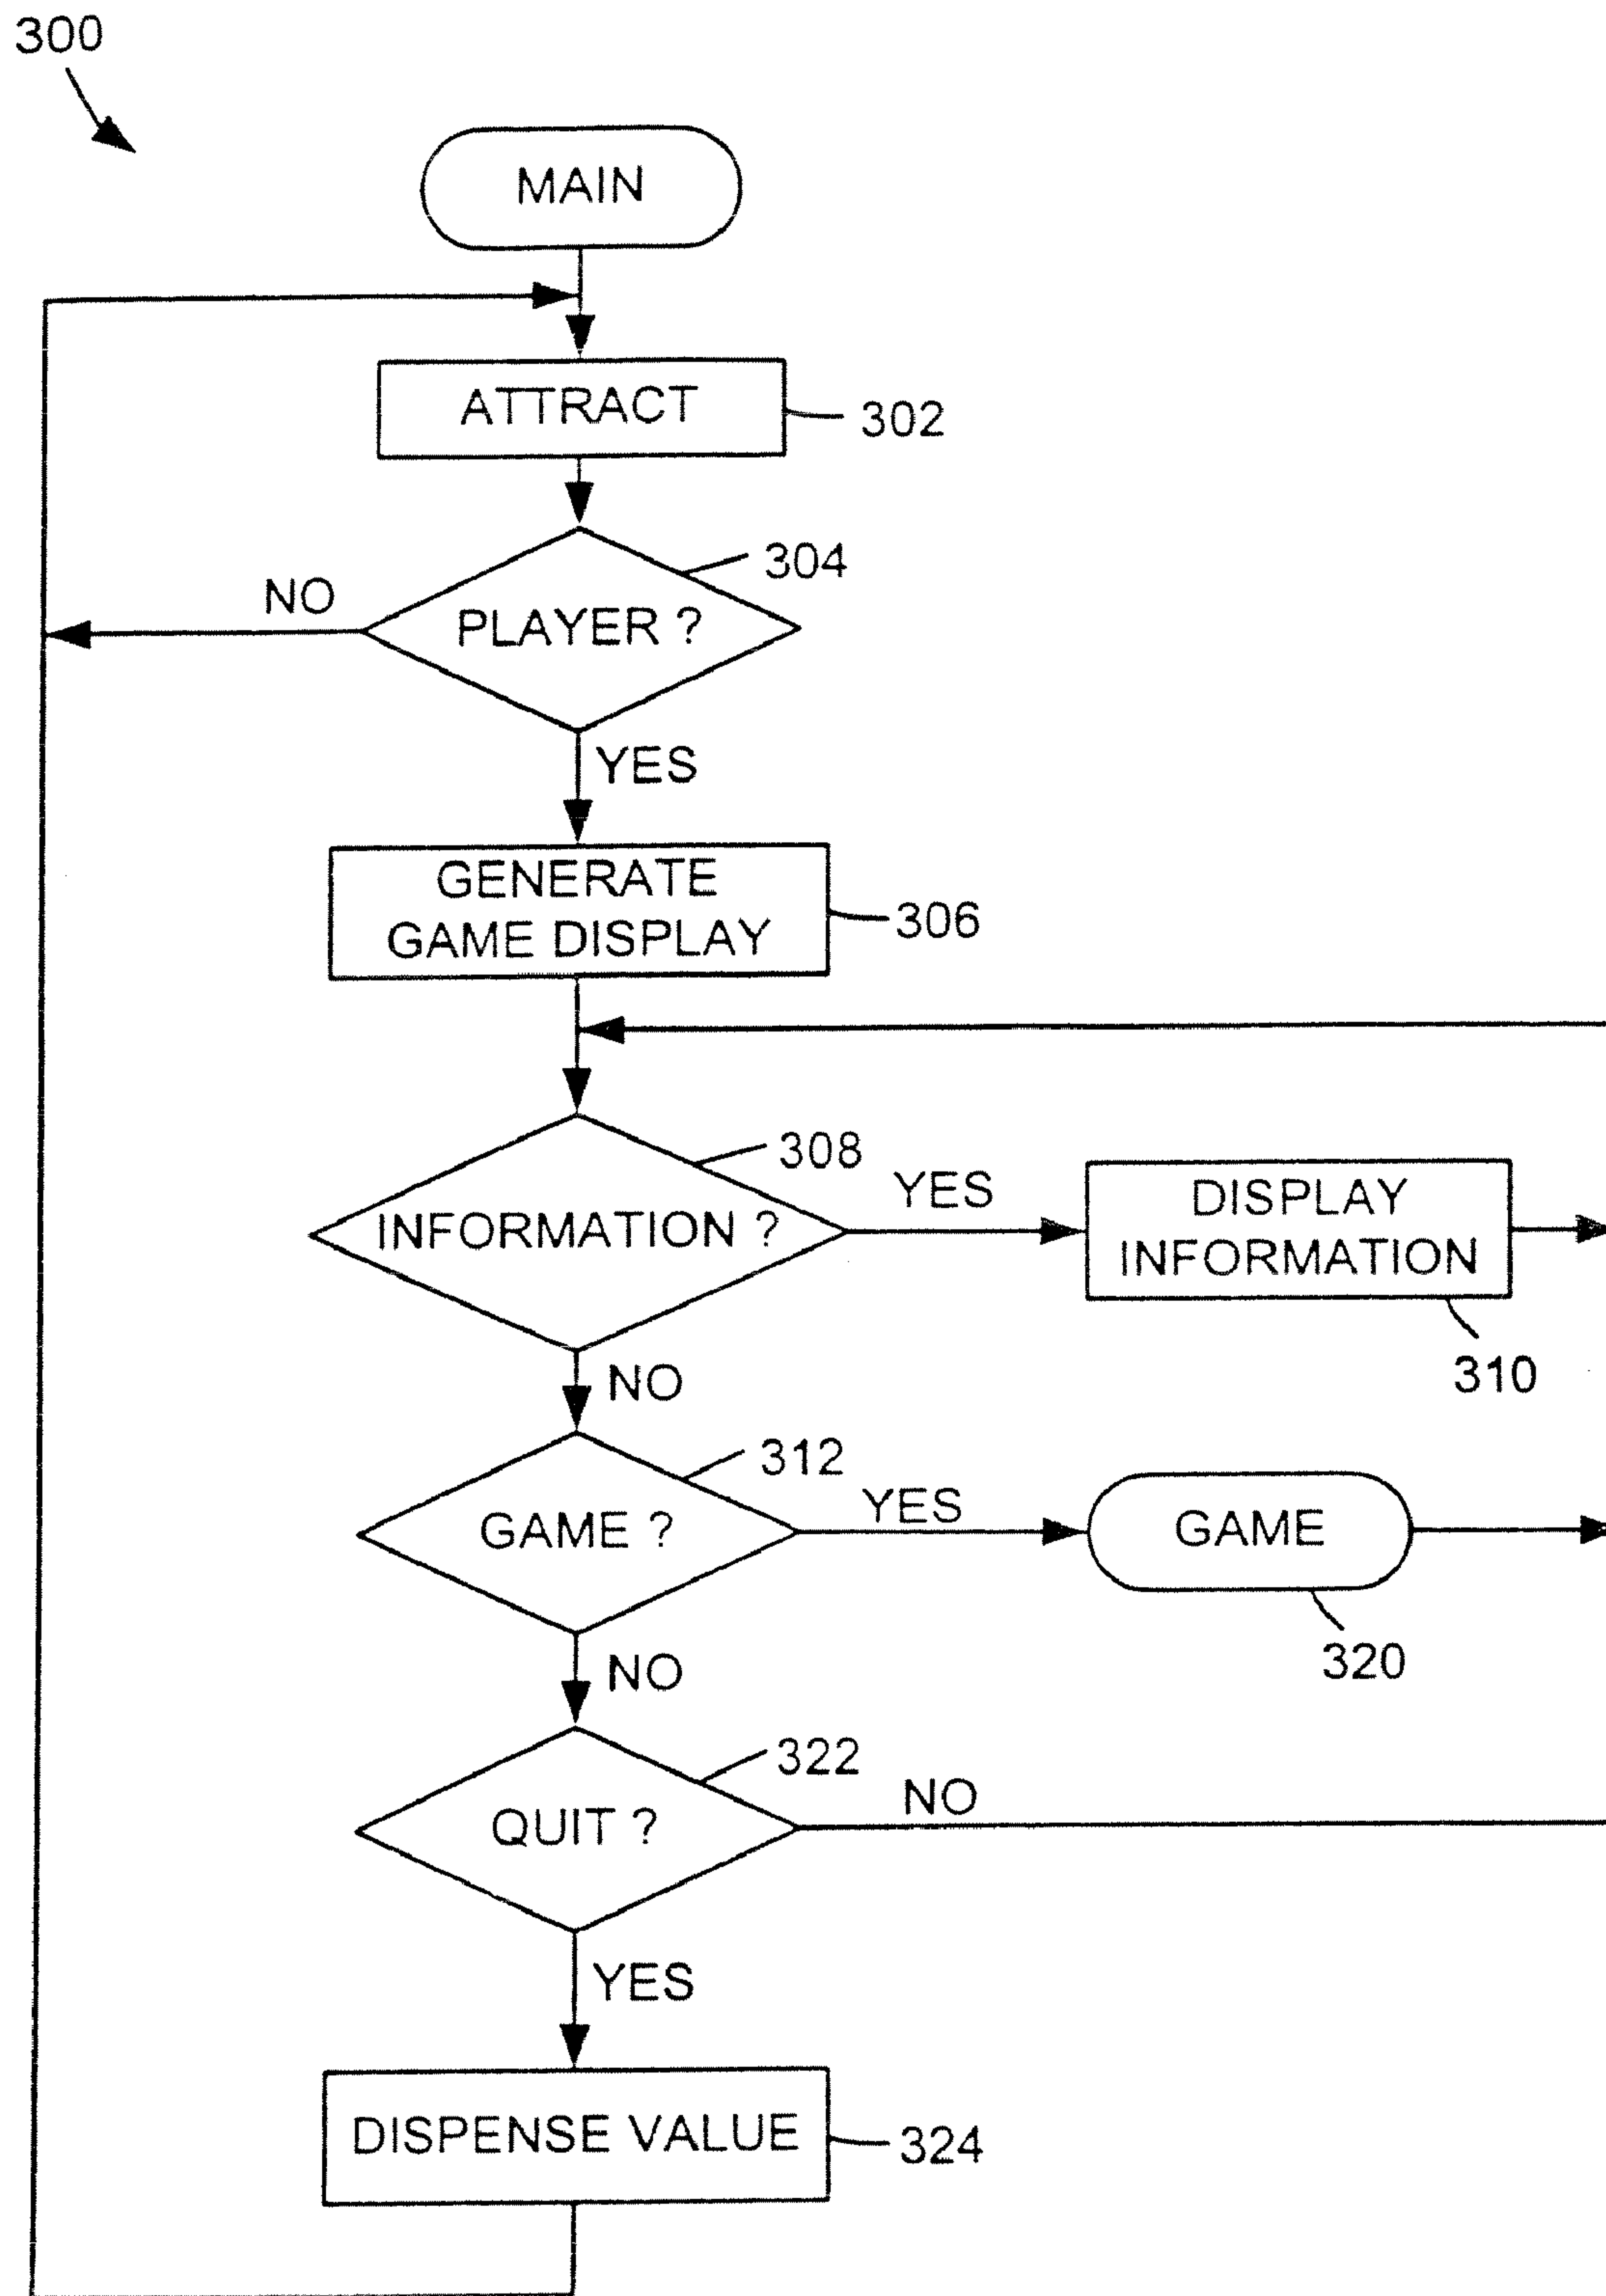 300
MAIN
ATTRACT
302
304
NO
PLAYER ?
YES
GENERATE
GAME DISPLAY
306
308
YES
INFORMATION ?
DISPLAY
INFORMATION
310
NO
312
YES
GAME ?
GAME
320
NO
322
NO
QUIT ?
YES
DISPENSE VALUE
324